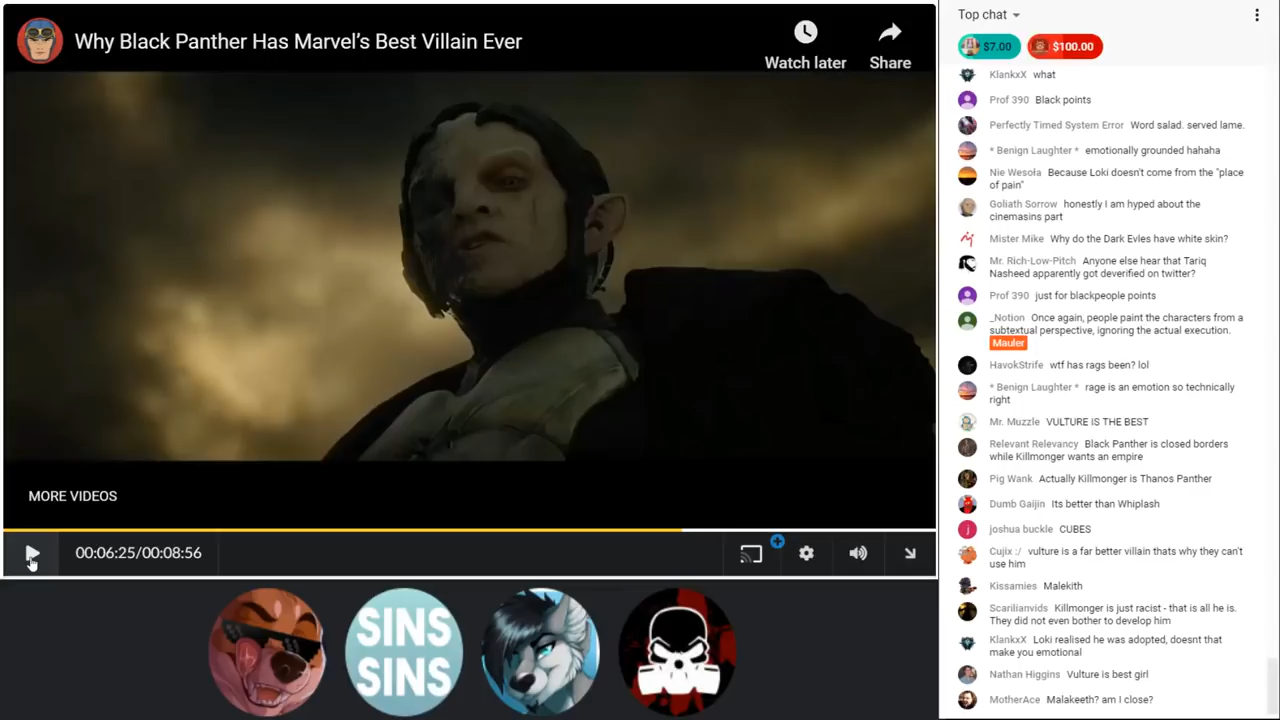 Why Black Panther Has Marvel’s Best Villain Ever
Watch later
Share
MORE VIDEOS
00:06:25/00:08:56
SINS
SINS
Top chat
$7.00
$100.00
KlankxX what
Prof 390 Black points
Perfectly Timed System Error Word salad. served lame.
* Benign Laughter * emotionally grounded hahaha
Nie Wesoła Because Loki doesn't come from the "place
of pain"
Goliath Sorrow honestly I am hyped about the
cinemasins part
Mister Mike Why do the Dark Evles have white skin?
Mr. Rich-Low-Pitch Anyone else hear that Tariq
Nasheed apparently got deverified on twitter?
Prof 390 just for blackpeople points
_Notion Once again, people paint the characters from a
subtextual perspective, ignoring the actual execution.
Mauler
HavokStrife wtf has rags been? lol
* Benign Laughter * rage is an emotion so technically
right
Mr. Muzzle VULTURE IS THE BEST
Relevant Relevancy Black Panther is closed borders
while Killmonger wants an empire
Pig Wank Actually Killmonger is Thanos Panther
Dumb Gaijin Its better than Whiplash
joshua buckle CUBES
Cujix :/ vulture is a far better villain thats why they can't
use him
Kissamies Malekith
Scarilianvids Killmonger is just racist - that is all he is.
They did not even bother to develop him
KlankxX Loki realised he was adopted, doesnt that
make you emotional
Nathan Higgins Vulture is best girl
MotherAce Malakeeth? am I close?